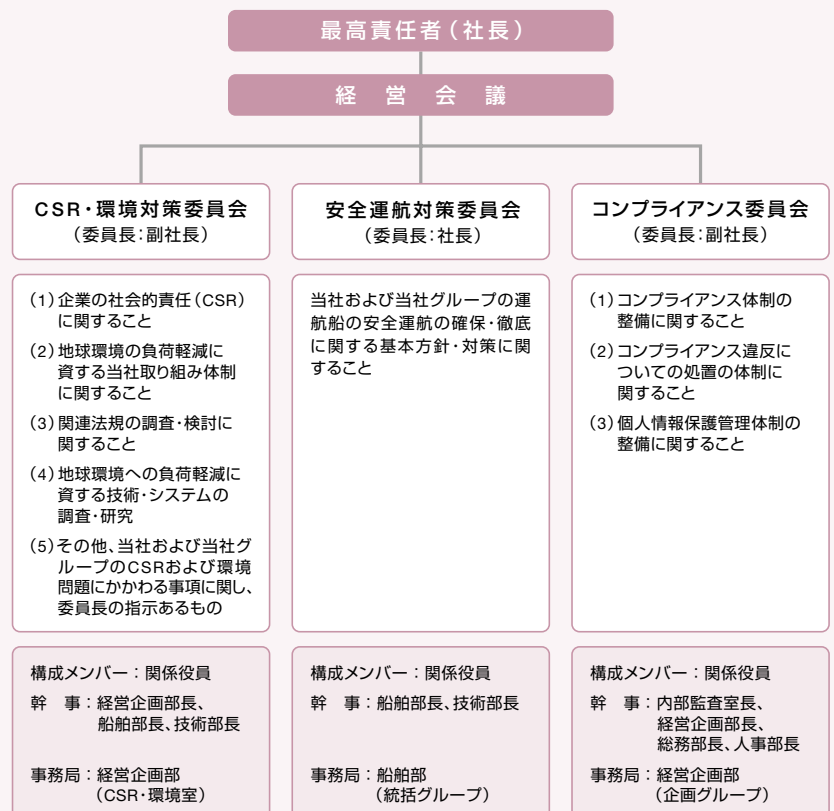 最高責任者（社長）
経営会議
CSR・環境対策委員会
（委員長：副社長）
（1）企業の社会的責任（CSR）
に関すること
（2）地球環境の負荷軽減に
資する当社取り組み体制
に関すること
（3）関連法規の調査・検討に
関すること
（4）地球環境への負荷軽減に
資する技術・システムの
調査・研究
（5）その他、当社および当社グ
ループのCSRおよび環境
問題にかかわる事項に関し、
委員長の指示あるもの
構成メンバー：関係役員
幹　事：経営企画部長、
船舶部長、技術部長
事務局：経営企画部
（CSR・環境室）
安全運航対策委員会
（委員長：社長）
当社および当社グループの運
航船の安全運航の確保・徹底
に関する基本方針・対策に関
すること
構成メンバー：関係役員
幹　事：船舶部長、技術部長
事務局：船舶部
（統括グループ）
コンプライアンス委員会
（委員長：副社長）
（1）コンプライアンス体制の
整備に関すること
（2）コンプライアンス違反に
ついての処置の体制に
関すること
（3）個人情報保護管理体制の
整備に関すること
構成メンバー：関係役員
幹　事：内部監査室長、
経営企画部長、
総務部長、人事部長
事務局：経営企画部
（企画グループ）